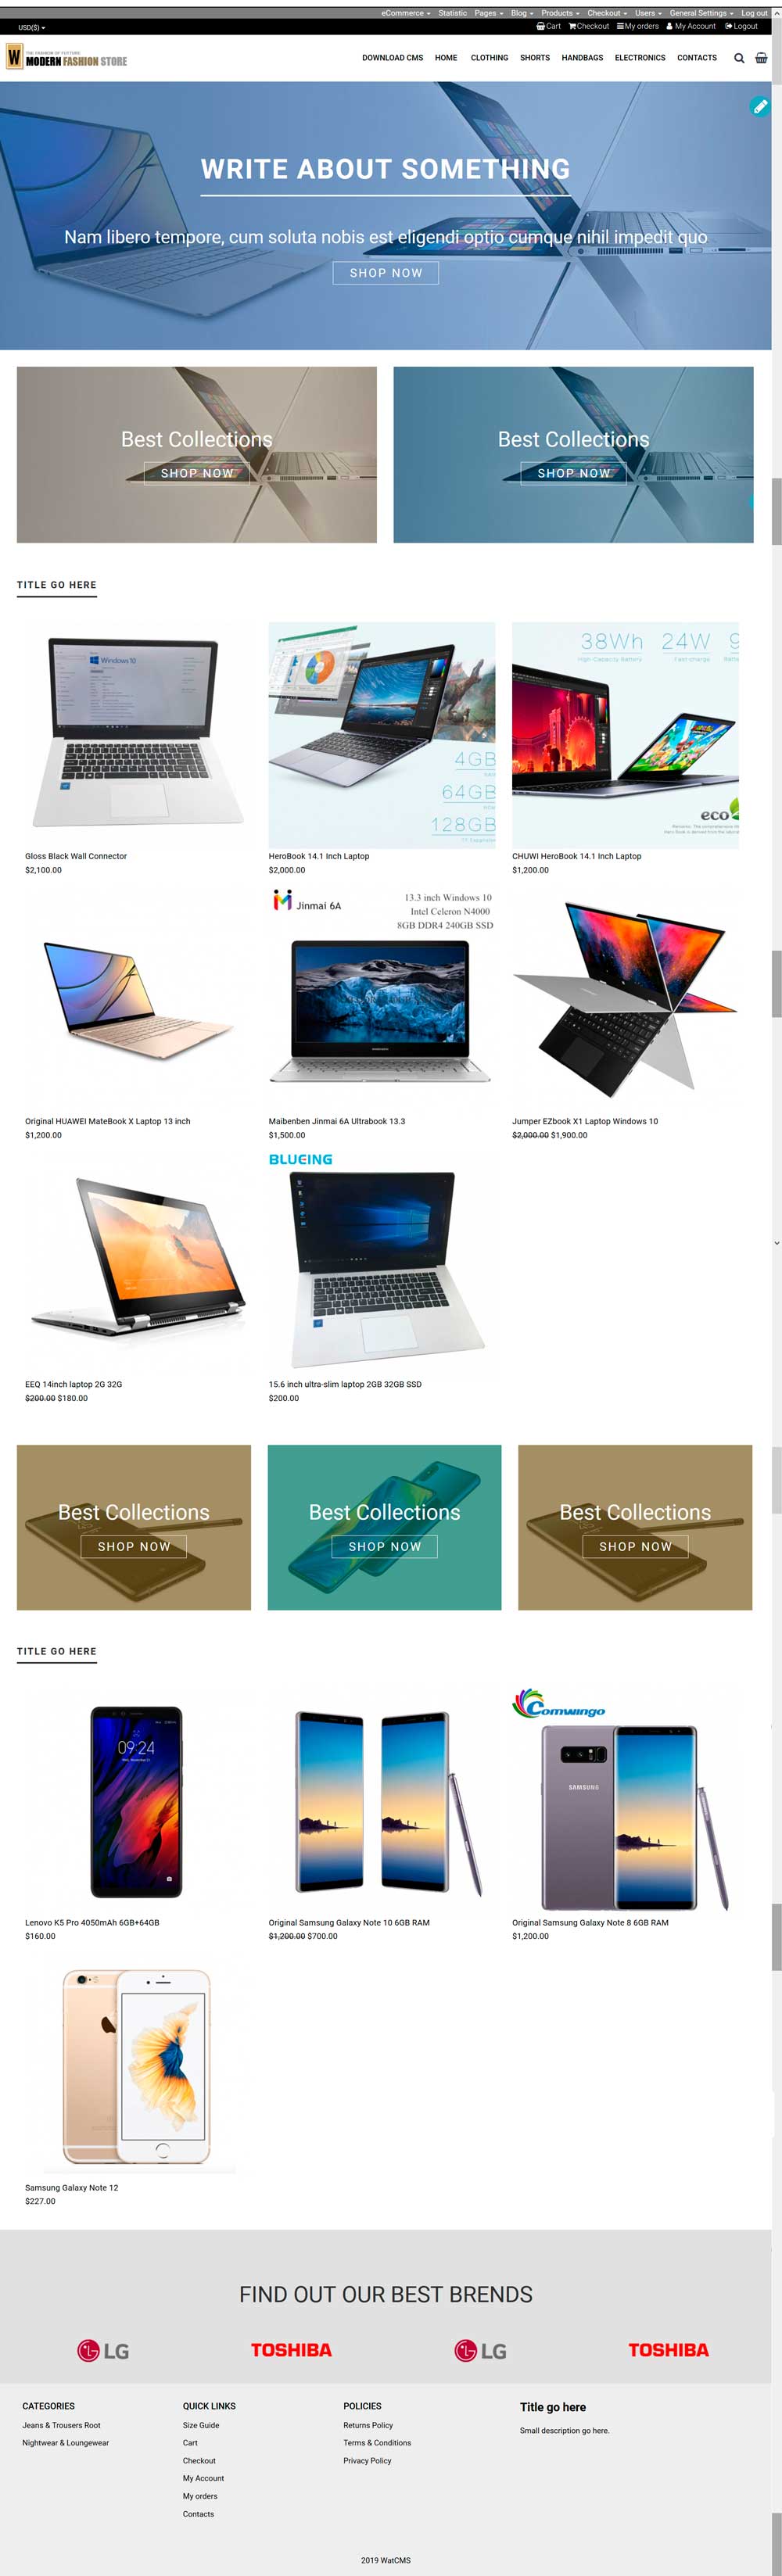 eCommerce Statistic Pages Blog Products Checkout Users General Settings Log out
USD($) Cart Checkout My orders My Account Logout
W THE FASHION OF FUTURE
MODERN FASHION STORE
DOWNLOAD CMS HOME CLOTHING SHORTS HANDBAGS ELECTRONICS CONTACTS
WRITE ABOUT SOMETHING
Nam libero tempore, cum soluta nobis est eligendi optio cumque nihil impedit quo
SHOP NOW
Best Collections Best Collections
SHOP NOW SHOP NOW
TITLE GO HERE
Windows 10
4GB
64GB
128GB
38Wh 24W 9
High-Capacity Battery Fast-charge
eco
Gloss Black Wall Connector HeroBook 14.1 Inch Laptop CHUWI HeroBook 14.1 Inch Laptop
$2,100.00 $2,000.00 $1,200.00
Jinmai 6A
13.3 inch Windows 10
Intel Celeron N4000
8GB DDR4 240GB SSD
Original HUAWEI MateBook X Laptop 13 inch Maibenben Jinmai 6A Ultrabook 13.3 Jumper EZbook X1 Laptop Windows 10
$1,200.00 $1,500.00 $2,000.00 $1,900.00
BLUEING
EEQ 14inch laptop 2G 32G 15.6 inch ultra-slim laptop 2GB 32GB SSD
$200.00 $180.00 $200.00
Best Collections Best Collections Best Collections
SHOP NOW SHOP NOW SHOP NOW
TITLE GO HERE
09:24
Comwingo
SAMSUNG
Lenovo K5 Pro 4050mAh 6GB+64GB Original Samsung Galaxy Note 10 6GB RAM Original Samsung Galaxy Note 8 6GB RAM
$160.00 $1,200.00 $700.00 $1,200.00
Samsung Galaxy Note 12
$227.00
FIND OUT OUR BEST BRENDS
LG TOSHIBA LG TOSHIBA
CATEGORIES
Jeans & Trousers Root
Nightwear & Loungewear
QUICK LINKS
Size Guide
Cart
Checkout
My Account
My orders
Contacts
POLICIES
Returns Policy
Terms & Conditions
Privacy Policy
Title go here
Small description go here.
2019 WatCMS